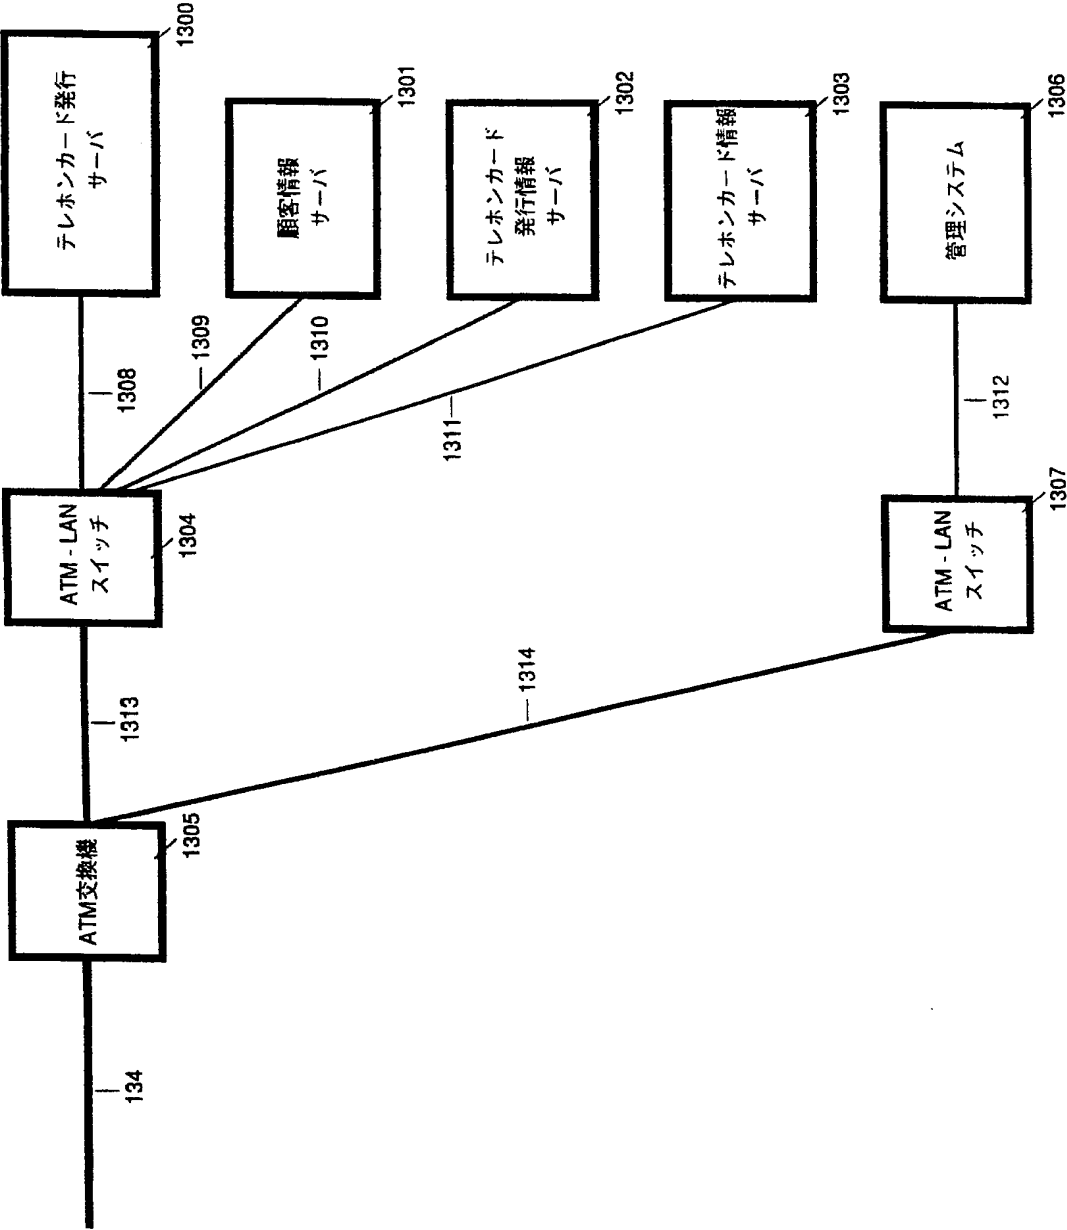 テレホンカード発行
サーバ
1300
顧客情報
サーバ
1301
テレホンカード
発行情報
サーバ
1302
テレホンカード情報
サーバ
1303
管理システム
1306
1308
1309
1310
1311
1312
ATM - LAN
スイッチ
1304
ATM - LAN
スイッチ
1307
1313
1314
ATM交換機
1305
134